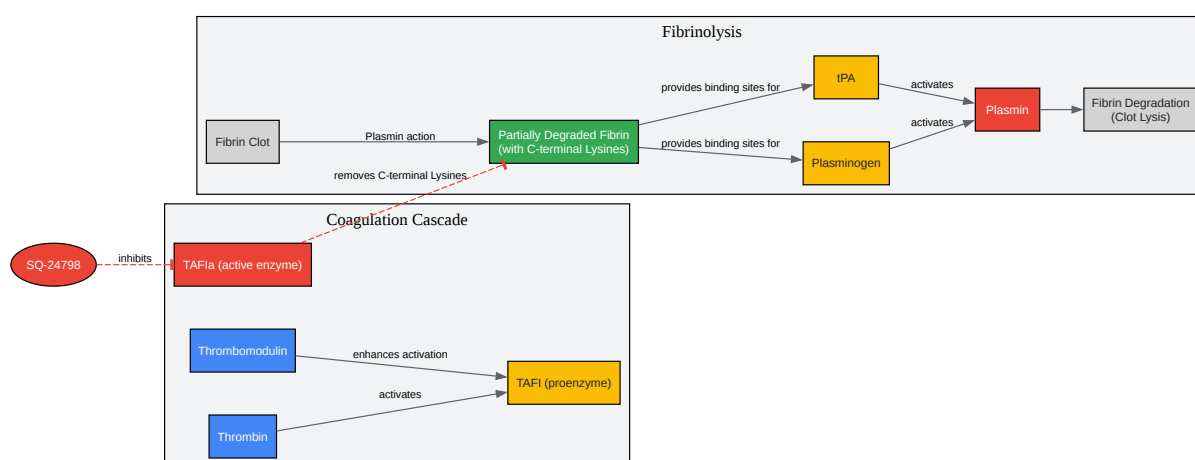 Fibrinolysis
tPA
provides binding sites for
activates
Fibrin Clot
Plasmin action
Partially Degraded Fibrin
(with C-terminal Lysines)
Plasmin
Fibrin Degradation
(Clot Lysis)
activates
provides binding sites for
Plasminogen
removes C-terminal Lysines
Coagulation Cascade
SQ-24798
inhibits
TAFIa (active enzyme)
Thrombomodulin
enhances activation
TAFI (proenzyme)
activates
Thrombin